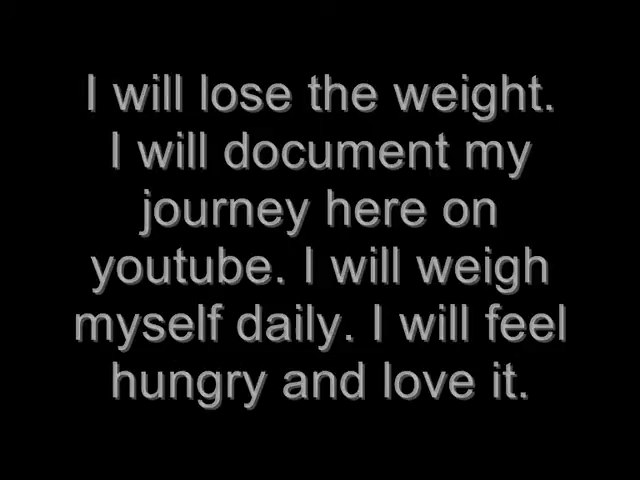 I will lose the weight.
I will document my
journey here on
youtube. I will weigh
myself daily. I will feel
hungry and love it.